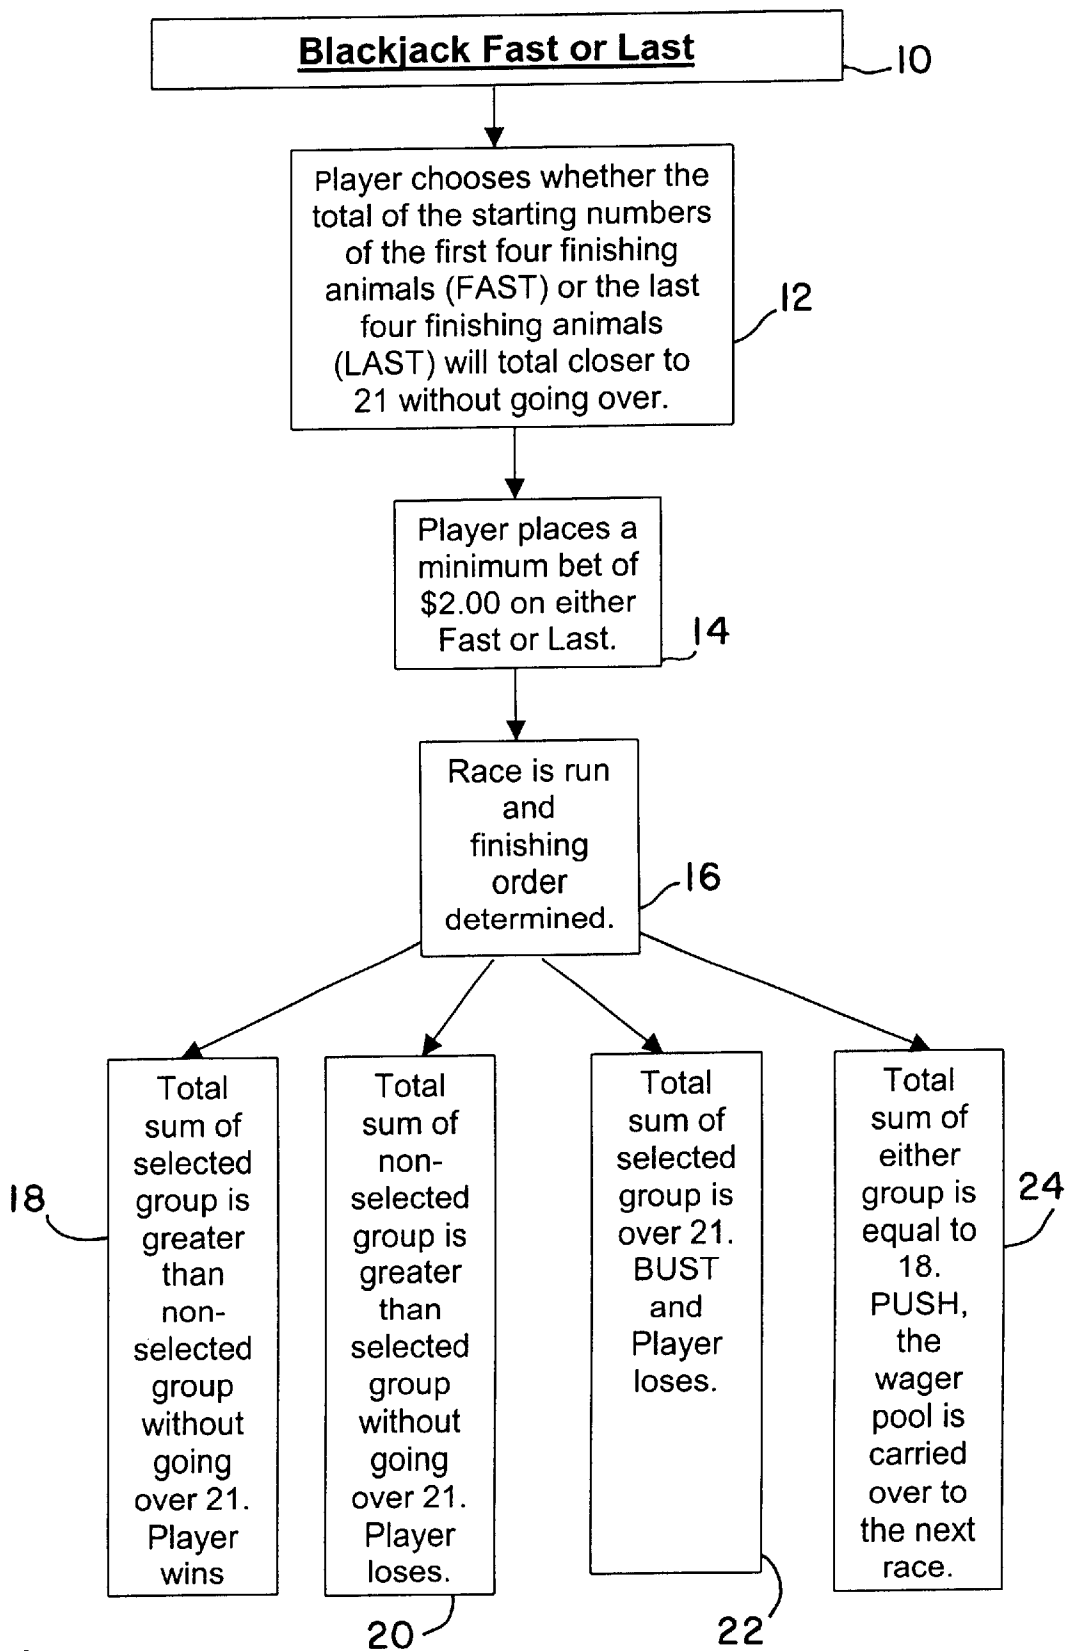 Blackjack Fast or Last
10
Player chooses whether the
total of the starting numbers
of the first four finishing
animals (FAST) or the last
four finishing animals
(LAST) will total closer to
21 without going over.
12
Player places a
minimum bet of
$2.00 on either
Fast or Last.
14
Race is run
and
finishing
order
determined.
16
Total
sum of
selected
group is
greater
than
non-
selected
group
without
going
over 21.
Player
wins
18
Total
sum of
non-
selected
group is
greater
than
selected
group
without
going
over 21.
Player
loses.
20
Total
sum of
selected
group is
over 21.
BUST
and
Player
loses.
22
Total
sum of
either
group is
equal to
18.
PUSH,
the
wager
pool is
carried
over to
the next
race.
24